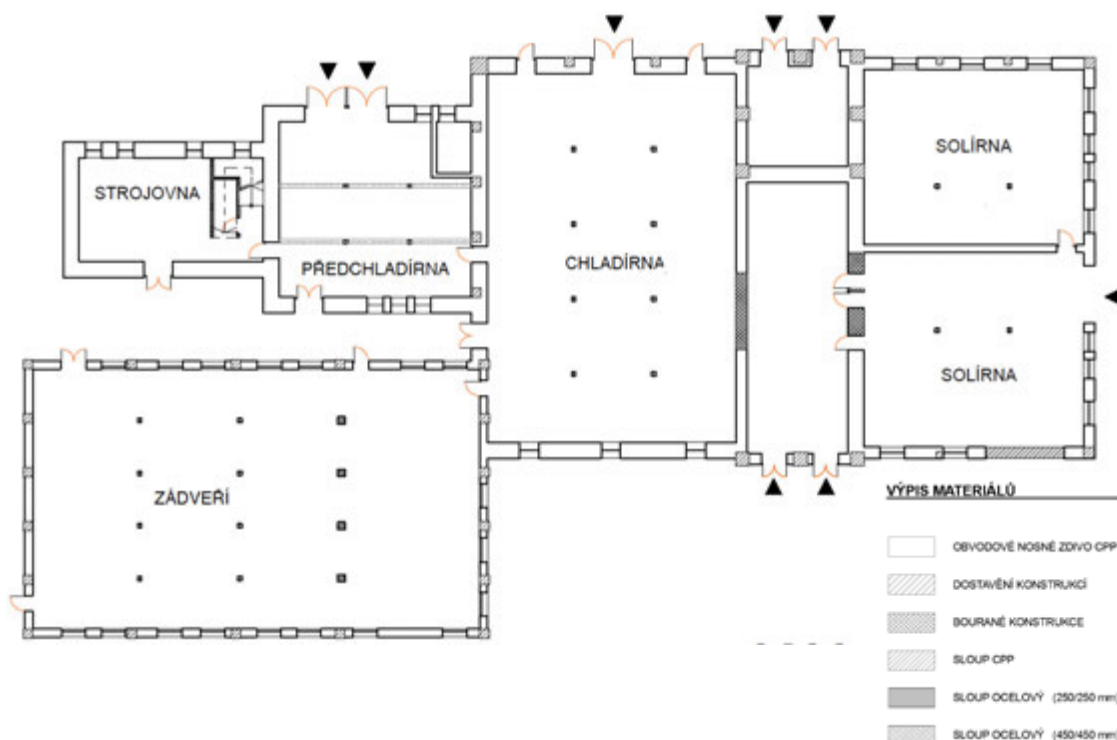 SOLÍRNA
STROJOVNA
PŘEDCHLADÍRNA
CHLADÍRNA
SOLÍRNA
ZÁDVEŘÍ
VÝPIS MATERIÁLŮ
OBVODOVÉ NOSNÉ ZDIVO CPP
DOSTAVĚNÍ KONSTRUKCÍ
BOURANÉ KONSTRUKCE
SLOUP CPP
SLOUP OCELOVÝ (250/250 mm)
SLOUP OCELOVÝ (450/450 mm)